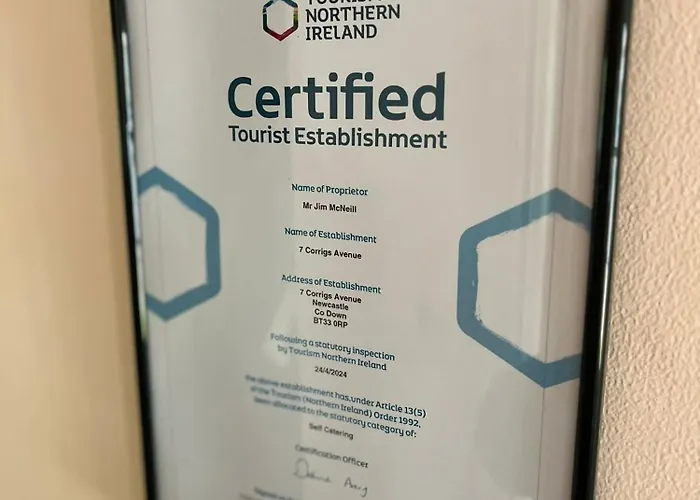 NORTHERN
IRELAND
Certified
Tourist Establishment
Name of Proprietor
Mr Jim McNeill
Name of Establishment
7 Corrigs Avenue
Address of Establishment
7 Corrigs Avenue
Newcastle
Co Down
BT33 0RP
Following a statutory inspection
by Tourism Northern Ireland
24/4/2024
the above establishment has, under Article 13(5)
of the Tourism (Northern Ireland) Order 1992,
been allocated to the statutory category of:
Self Catering
Certification Officer